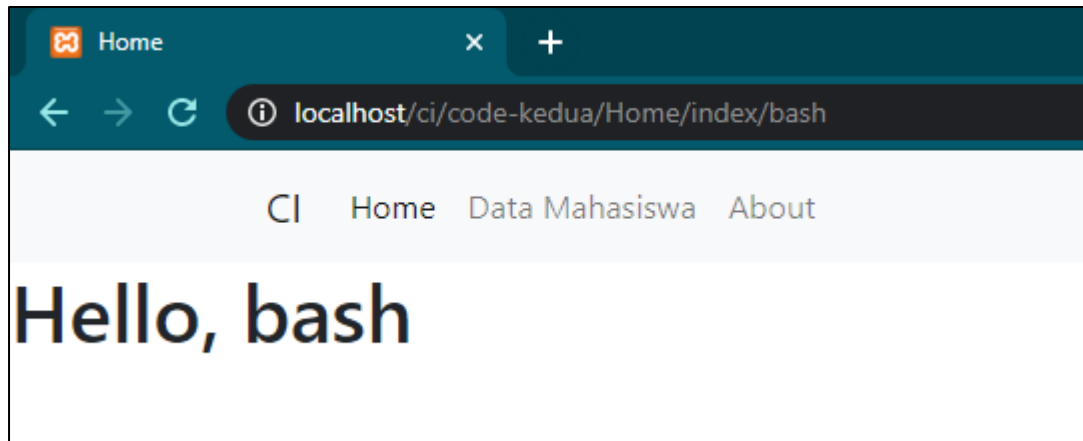 Home
localhost/ci/code-kedua/Home/index/bash
CI Home Data Mahasiswa About
Hello, bash